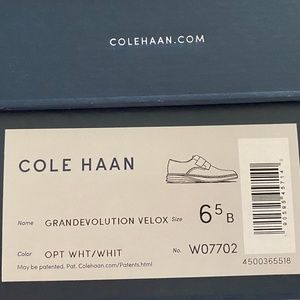 COLEHAAN.COM
COLE HAAN
Name GRANDEVOLUTION VELOX Size 6 5 B
Color OPT WHT/WHIT No. W07702
May be patented. Pat. Colehaan.com/Patents.html
4500365518